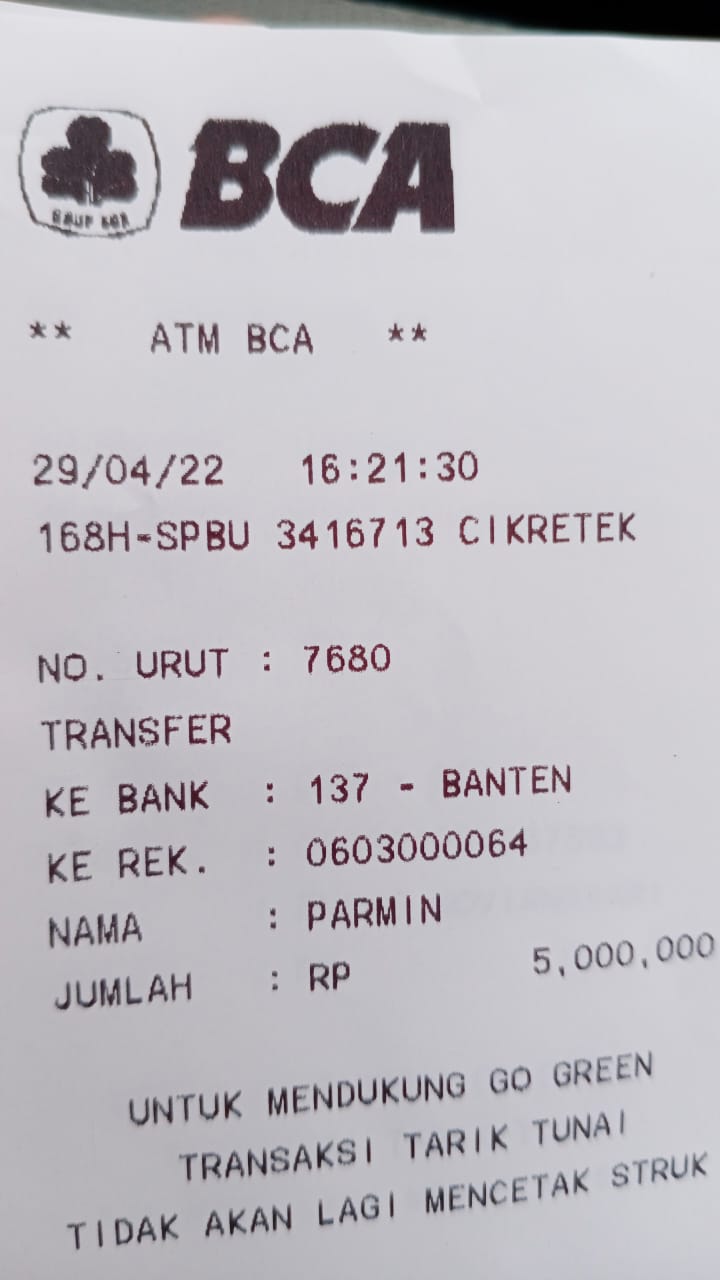 BCA
** ATM BCA **
29/04/22 16:21:30
168H-SPBU 3416713 CIKRETEK
NO. URUT : 7680
TRANSFER
KE BANK : 137 - BANTEN
KE REK. : 0603000064
NAMA : PARMIN
JUMLAH : RP 5,000,000
UNTUK MENDUKUNG GO GREEN
TRANSAKSI TARIK TUNAI
TIDAK AKAN LAGI MENCETAK STRUK